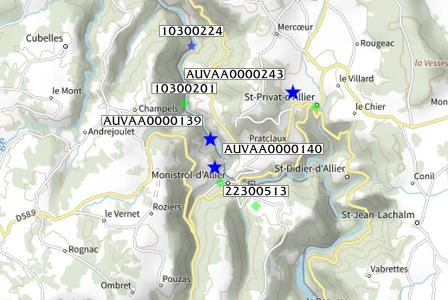 Mercœur
10300224
Cubelles
Rougeac
la Vessey
AUVAA0000243
le Villard
10300201
le Mont
St-Privat-d'Allier
Champels
le Chier
AUVAA0000139
Andrejoulet
Pratclaux
AUVAA0000140
St-Didier-d'Allier
Monistrol-d'Allier
Conil
22300513
D589
le Vernet
Roziers
St-Jean-Lachalm
Rognac
Vabrettes
Pouzas
Ombret